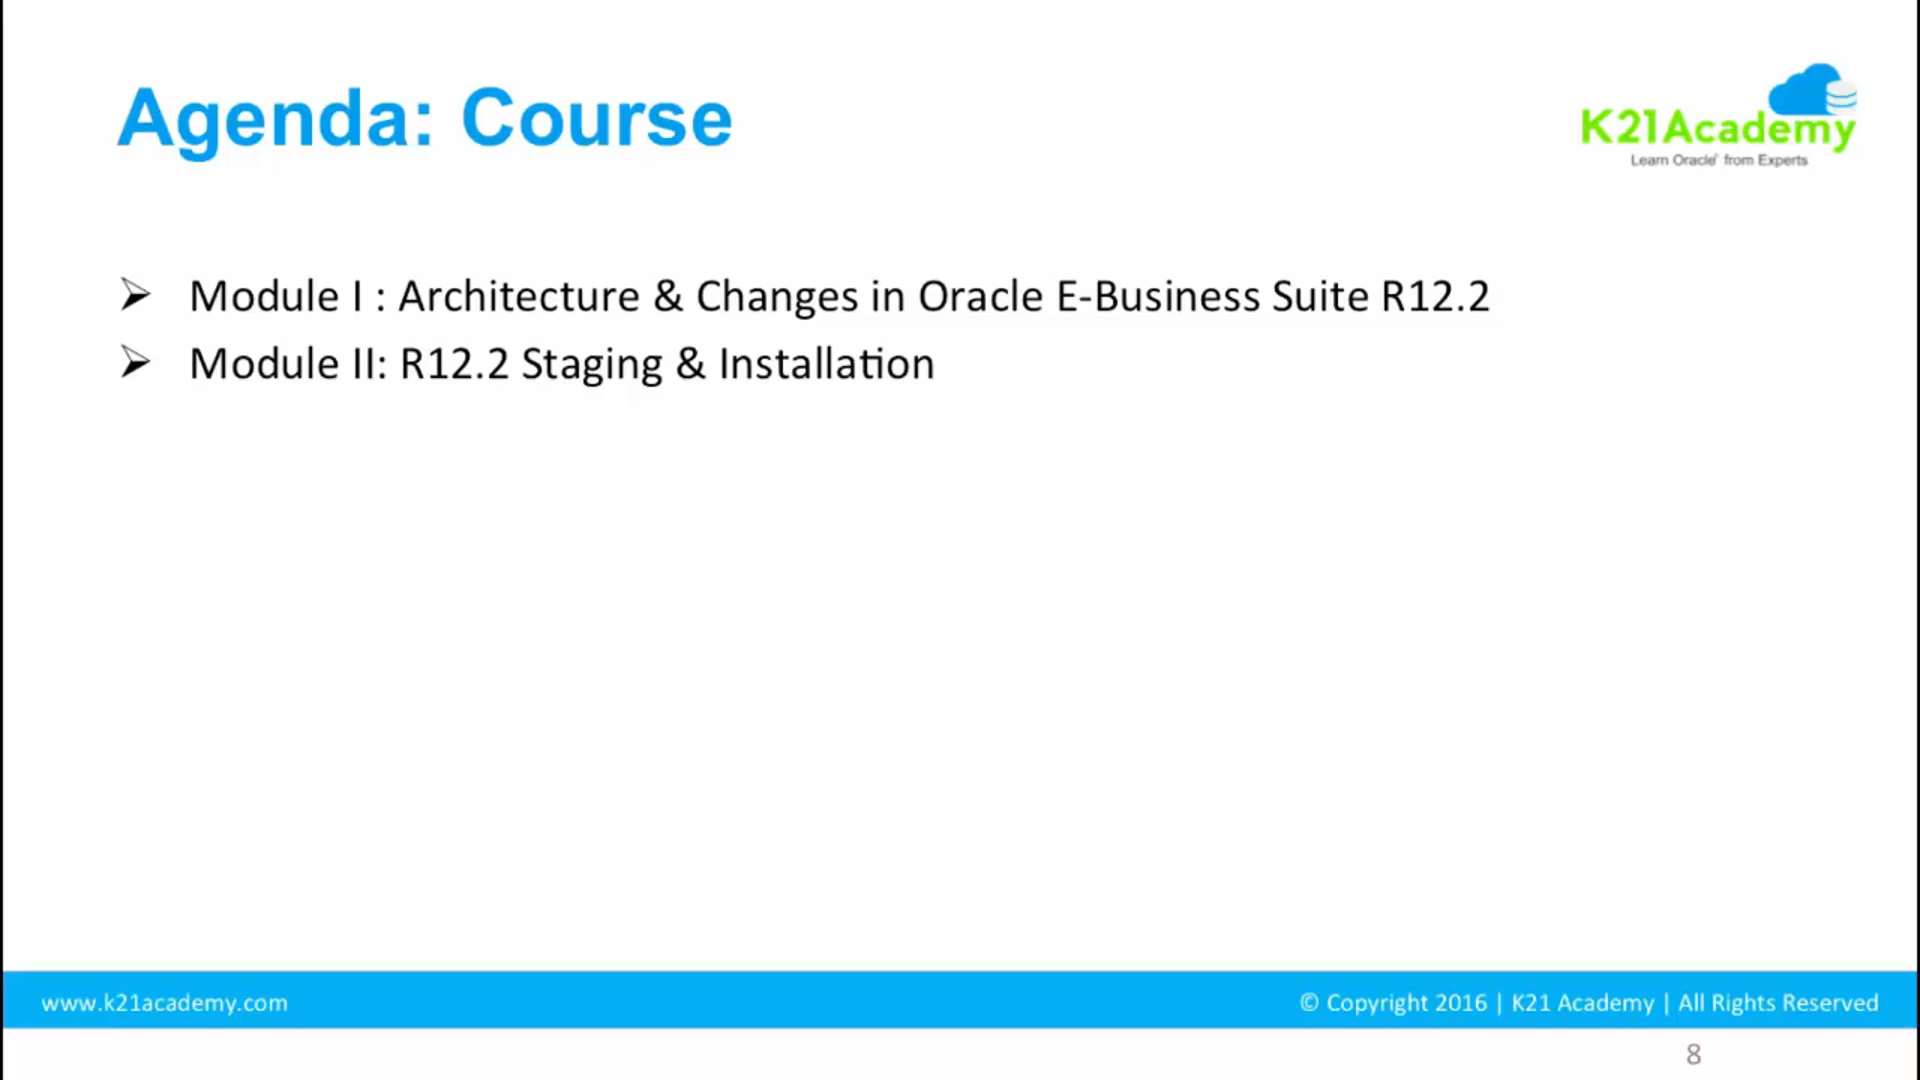 Agenda: Course
K21Academy
Learn Oracle® from Experts
➢ Module I : Architecture & Changes in Oracle E-Business Suite R12.2
➢ Module II: R12.2 Staging & Installation
www.k21academy.com
© Copyright 2016 | K21 Academy | All Rights Reserved
8